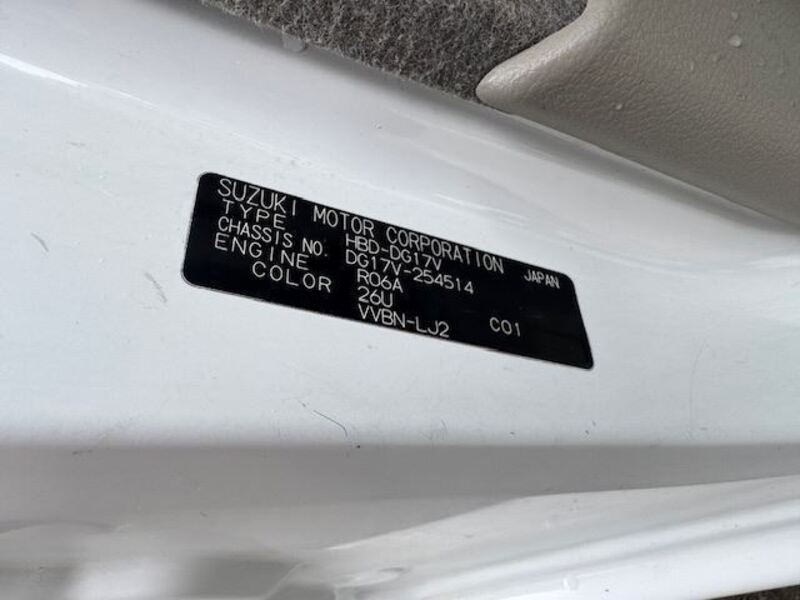 SUZUKI MOTOR CORPORATION JAPAN
TYPE HBD-DG17V
CHASSIS NO. DG17V-254514
ENGINE R06A
COLOR 26U
VVBN-LJ2 C01